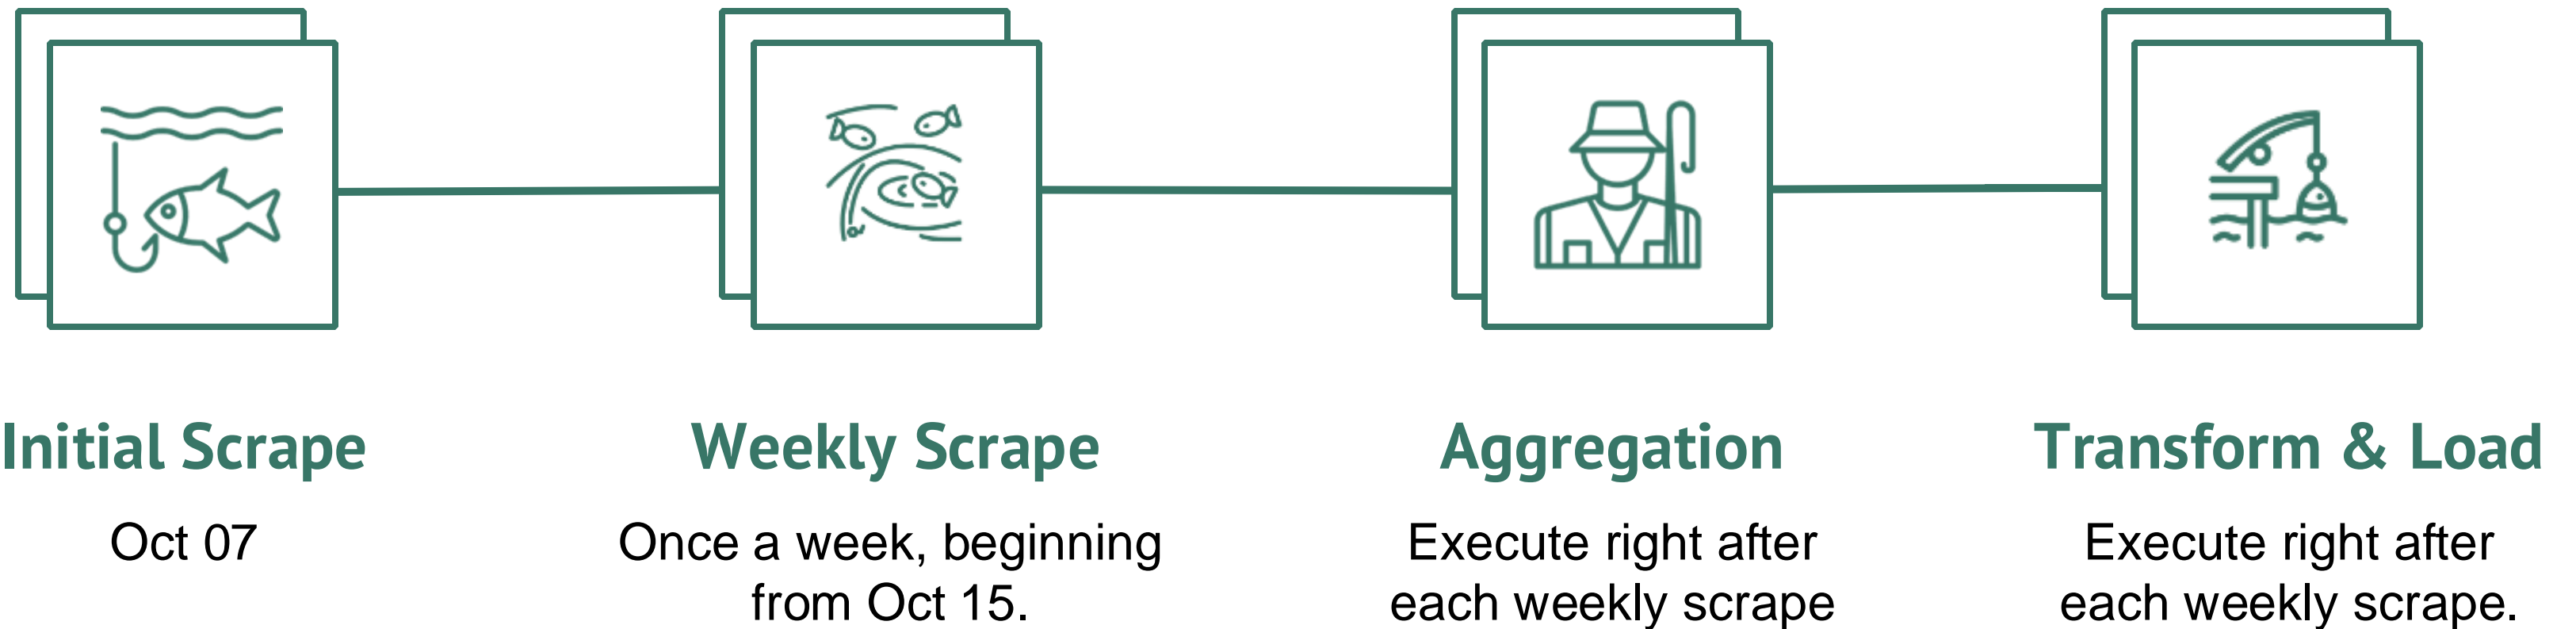 Initial Scrape
Oct 07
Weekly Scrape
Once a week, beginning
from Oct 15.
Aggregation
Execute right after
each weekly scrape
Transform & Load
Execute right after
each weekly scrape.